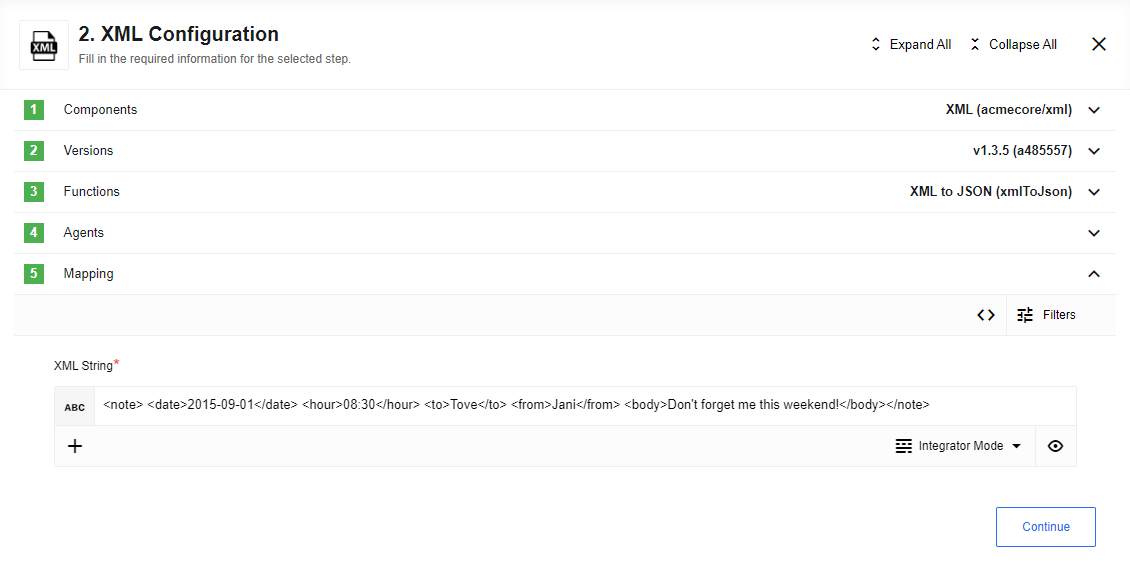 XML
2. XML Configuration
Fill in the required information for the selected step.
Expand All
Collapse All
1 Components XML (acmecore/xml)
2 Versions v1.3.5 (a485557)
3 Functions XML to JSON (xmlToJson)
4 Agents
5 Mapping
Filters
XML String*
ABC <note> <date>2015-09-01</date> <hour>08:30</hour> <to>Tove</to> <from>Jani</from> <body>Don't forget me this weekend!</body></note>
Integrator Mode
Continue